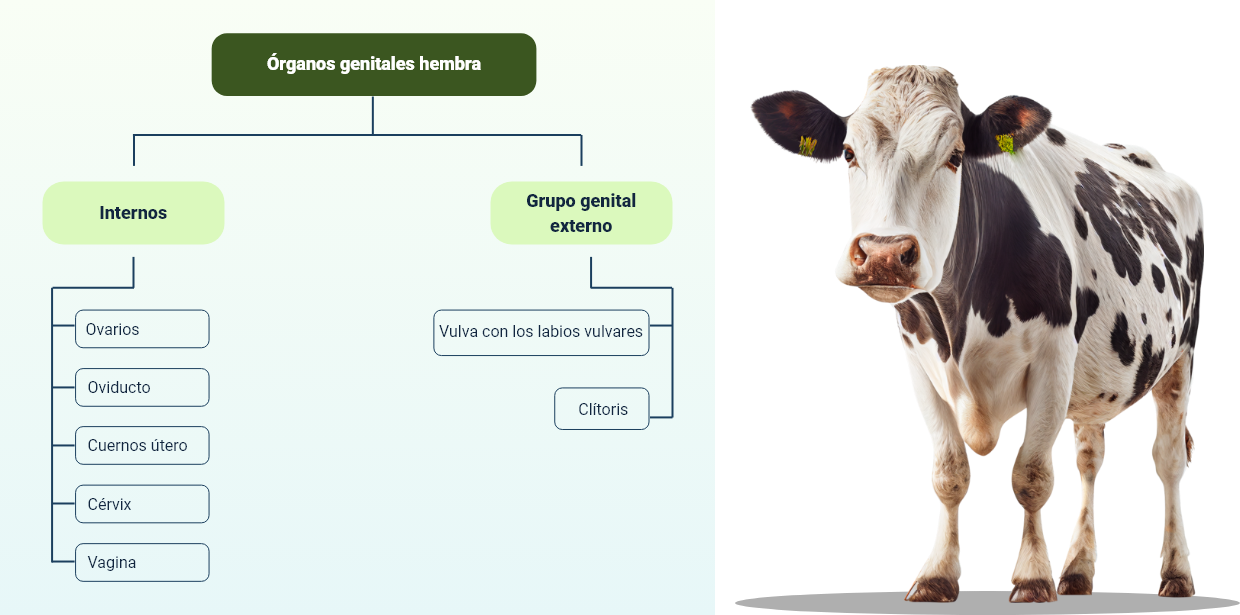 Órganos genitales hembra
Internos
Grupo genital
externo
Ovarios
Oviducto
Cuernos útero
Cérvix
Vagina
Vulva con los labios vulvares
Clítoris